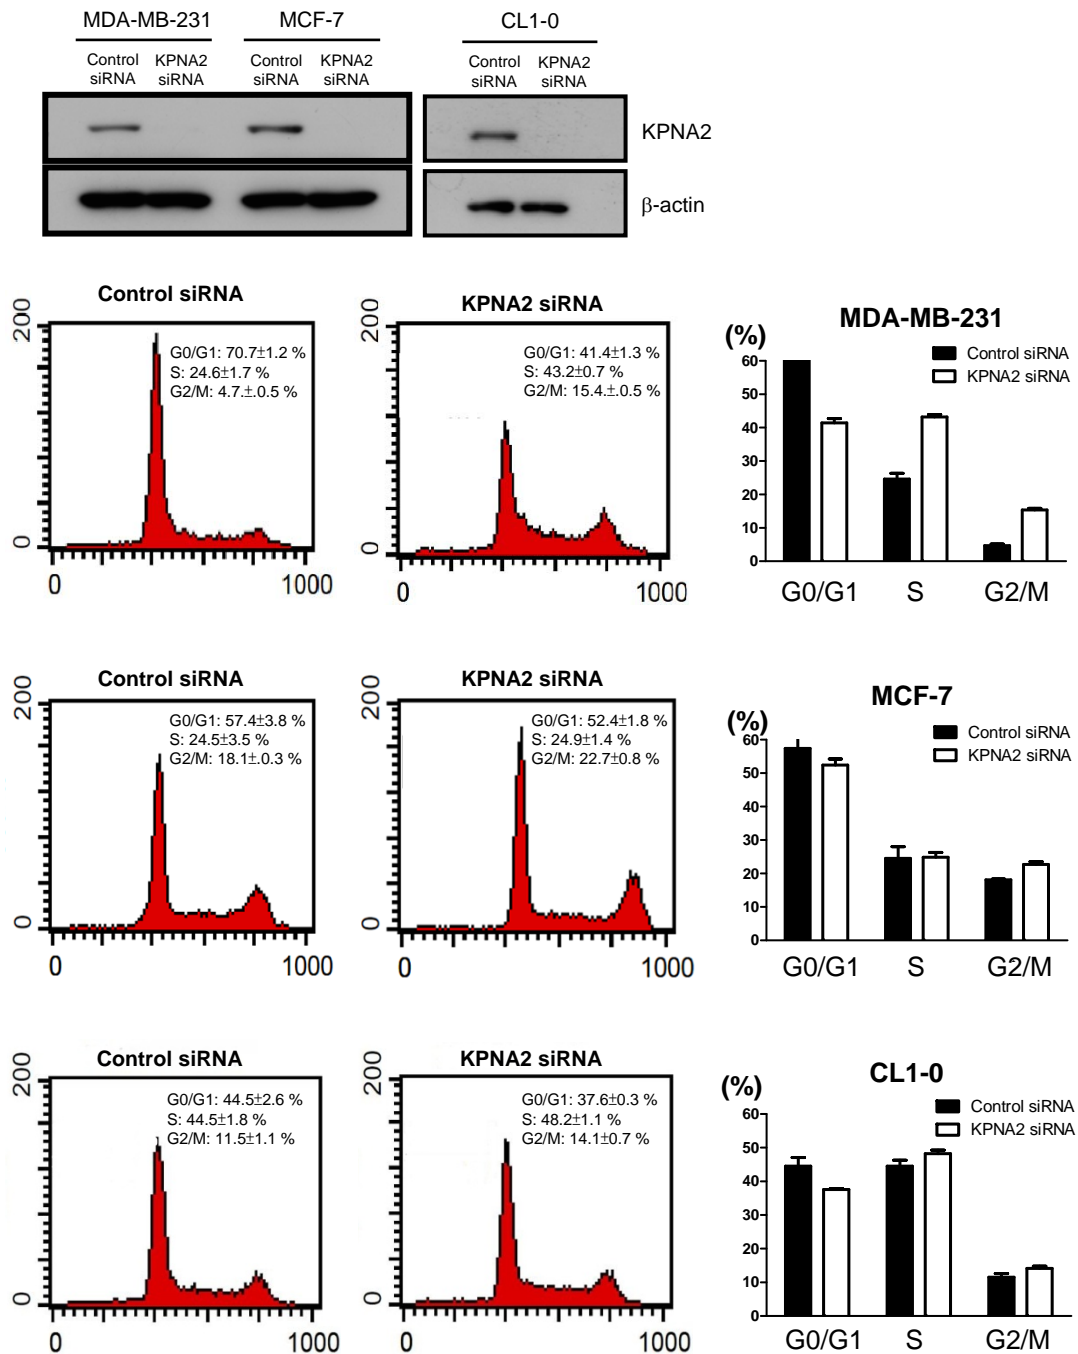 MDA-MB-231 MCF-7 CL1-0
Control KPNA2 Control KPNA2 Control KPNA2
siRNA siRNA siRNA siRNA siRNA siRNA
KPNA2
β-actin
Control siRNA
200
0
G0/G1: 70.7±1.2 %
S: 24.6±1.7 %
G2/M: 4.7.±.0.5 %
0 1000
KPNA2 siRNA
200
0
G0/G1: 41.4±1.3 %
S: 43.2±0.7 %
G2/M: 15.4.±.0.5 %
0 1000
MDA-MB-231
(%)
Control siRNA
KPNA2 siRNA
60
50
40
30
20
10
0
G0/G1 S G2/M
Control siRNA
200
0
G0/G1: 57.4±3.8 %
S: 24.5±3.5 %
G2/M: 18.1±.0.3 %
0 1000
KPNA2 siRNA
200
0
G0/G1: 52.4±1.8 %
S: 24.9±1.4 %
G2/M: 22.7±0.8 %
0 1000
MCF-7
(%)
Control siRNA
KPNA2 siRNA
60
50
40
30
20
10
0
G0/G1 S G2/M
Control siRNA
200
0
G0/G1: 44.5±2.6 %
S: 44.5±1.8 %
G2/M: 11.5±1.1 %
0 1000
KPNA2 siRNA
200
0
G0/G1: 37.6±0.3 %
S: 48.2±1.1 %
G2/M: 14.1±0.7 %
0 1000
CL1-0
(%)
Control siRNA
KPNA2 siRNA
60
50
40
30
20
10
0
G0/G1 S G2/M